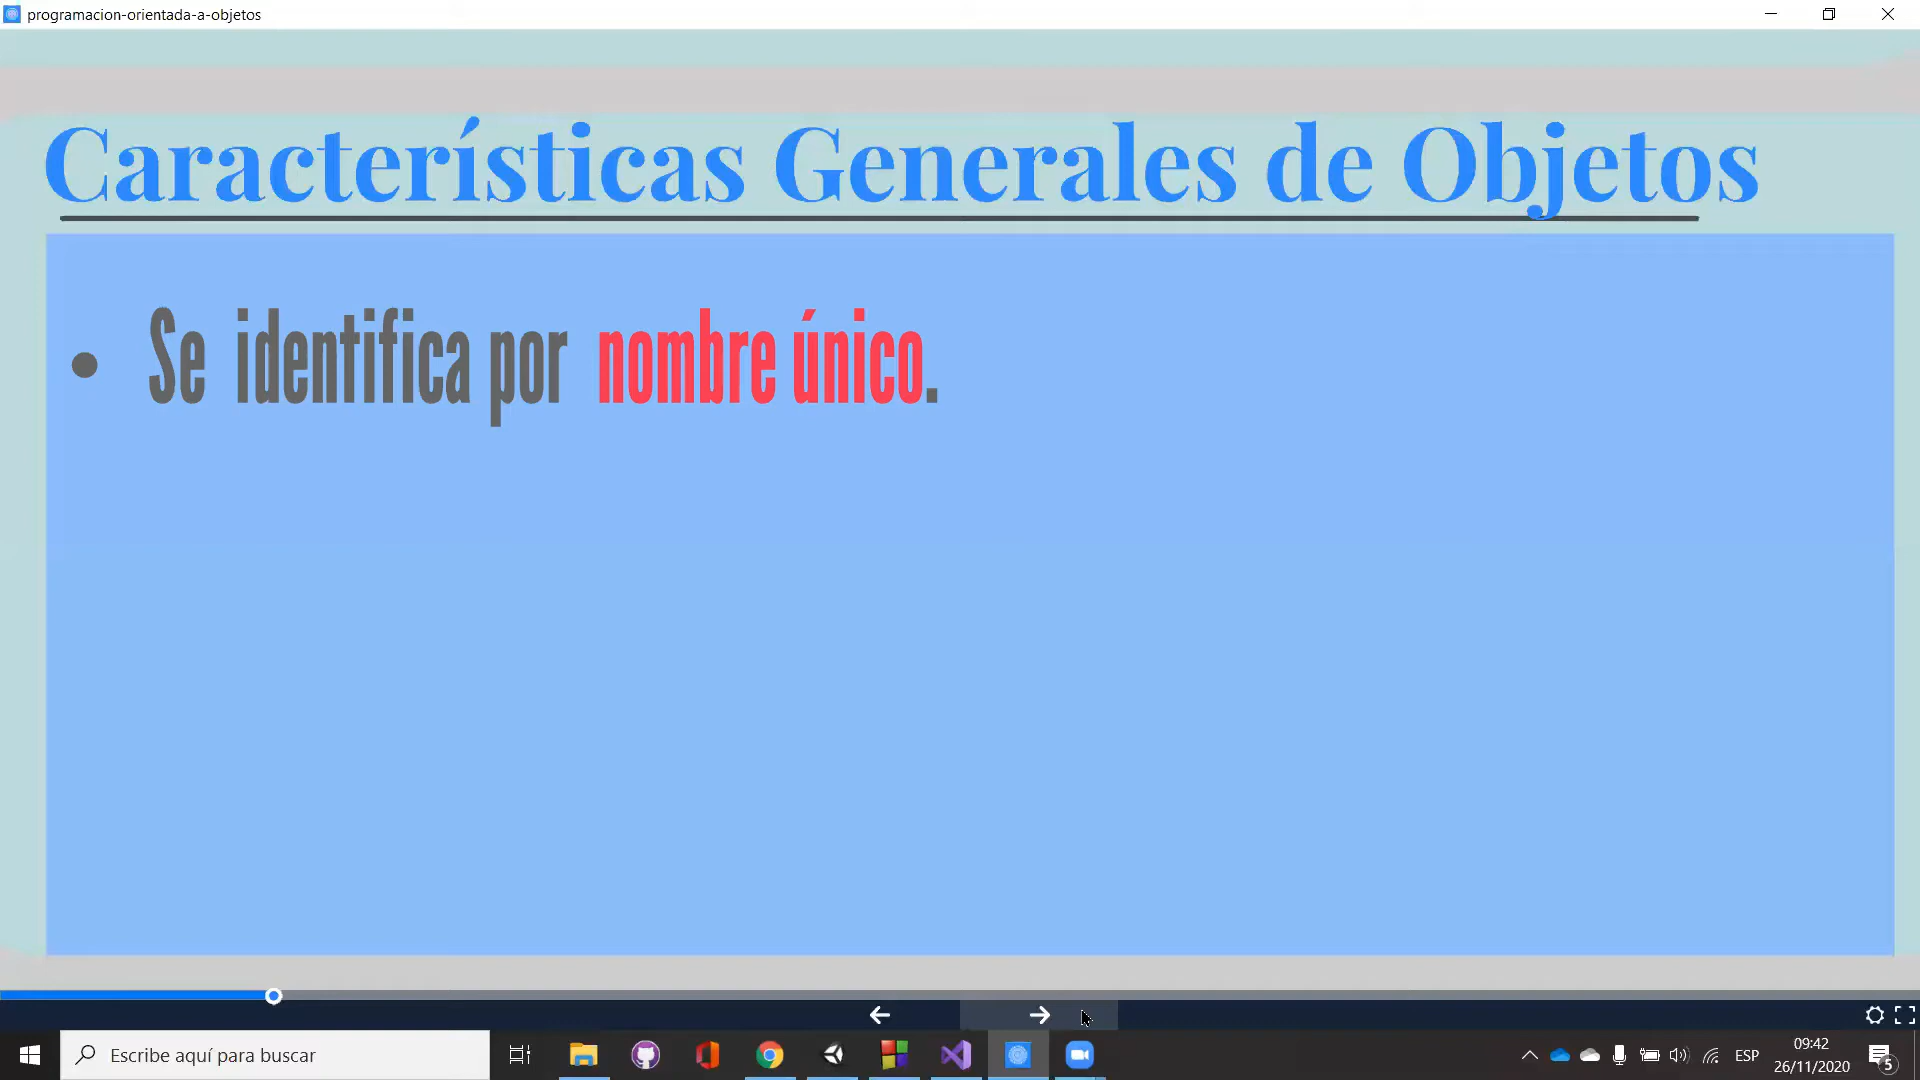 programacion-orientada-a-objetos
Características Generales de Objetos
• Se identifica por nombre único.
Escribe aquí para buscar
ESP
09:42
26/11/2020
5